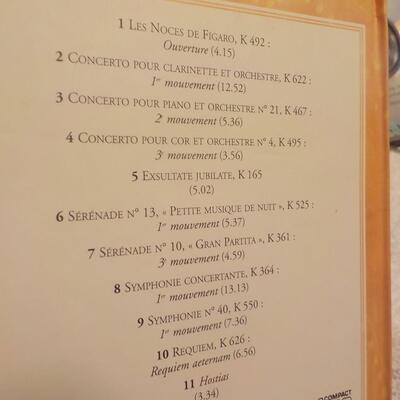 1 LES NOCES DE FIGARO, K 492 :
Ouverture (4.15)
2 CONCERTO POUR CLARINETTE ET ORCHESTRE, K 622 :
1er mouvement (12.52)
3 CONCERTO POUR PIANO ET ORCHESTRE N° 21, K 467 :
2e mouvement (5.36)
4 CONCERTO POUR COR ET ORCHESTRE N° 4, K 495 :
3e mouvement (3.56)
5 EXSULTATE JUBILATE, K 165
(5.02)
6 SÉRÉNADE N° 13, « PETITE MUSIQUE DE NUIT », K 525 :
1er mouvement (5.37)
7 SÉRÉNADE N° 10, « GRAN PARTITA », K 361 :
3e mouvement (4.59)
8 SYMPHONIE CONCERTANTE, K 364 :
1er mouvement (13.13)
9 SYMPHONIE N° 40, K 550 :
1er mouvement (7.36)
10 REQUIEM, K 626 :
Requiem aeternam (6.56)
11 Hostias
(3.34)
COMPACT